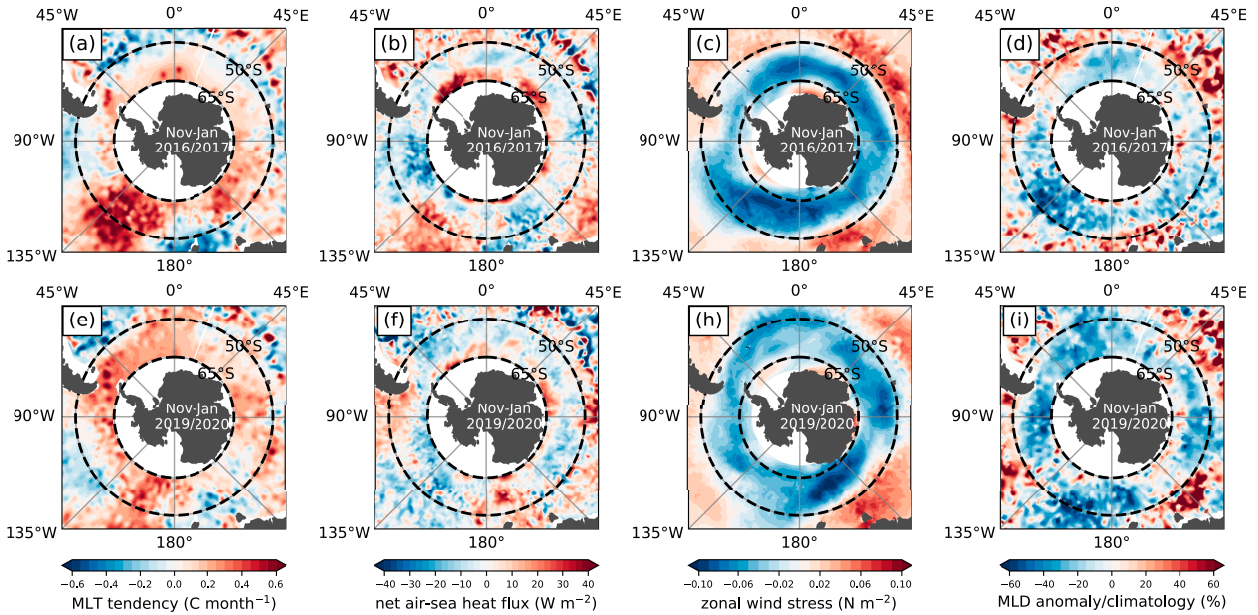 45°W 0° 45°E 45°W 0° 45°E 45°W 0° 45°E 45°W 0° 45°E
(a) (b) (c) (d)
50°S 50°S 50°S 50°S
65°S 65°S 65°S 65°S
90°W 90°W 90°W 90°W
Nov-Jan Nov-Jan Nov-Jan Nov-Jan
2016/2017 2016/2017 2016/2017 2016/2017
135°W 135°W 135°W 135°W
180° 180° 180° 180°
45°W 0° 45°E 45°W 0° 45°E 45°W 0° 45°E 45°W 0° 45°E
(e) (f) (h) (i)
50°S 50°S 50°S 50°S
65°S 65°S 65°S 65°S
Nov-Jan Nov-Jan Nov-Jan Nov-Jan
90°W 90°W 90°W 90°W
2019/2020 2019/2020 2019/2020 2019/2020
135°W 135°W 135°W 135°W
180° 180° 180° 180°
−0.6 −0.4 −0.2 0.0 0.2 0.4 0.6 −40 −30 −20 −10 0 10 20 30 40 −0.10 −0.06 −0.02 0.02 0.06 0.10 −60 −40 −20 0 20 40 60
MLT tendency (C month⁻¹) net air-sea heat flux (W m⁻²) zonal wind stress (N m⁻²) MLD anomaly/climatology (%)